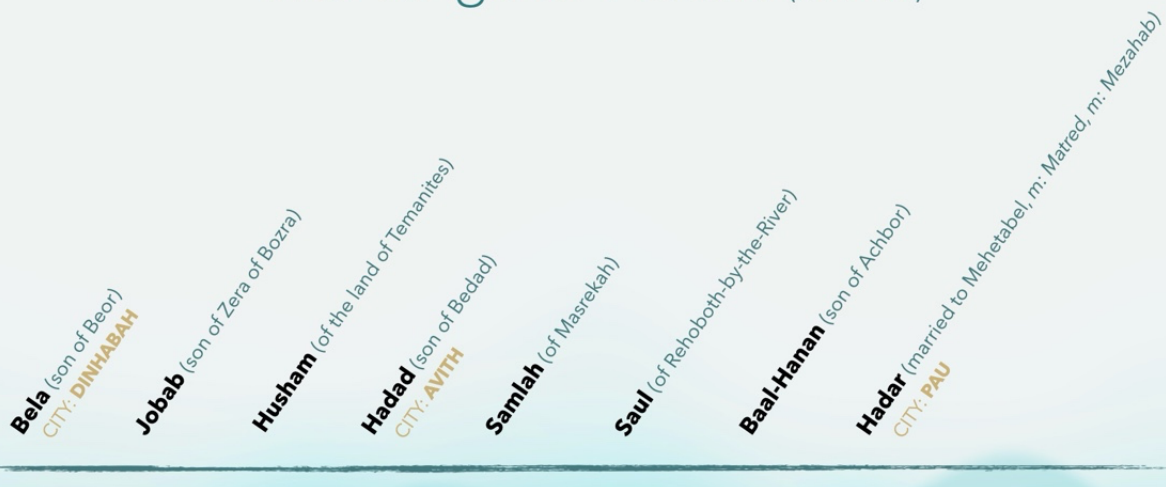 Bela (son of Beor)
CITY: DINHABAH
Jobab (son of Zera of Bozra)
Husham (of the land of Temanites)
Hadad (son of Bedad)
CITY: AVITH
Samlah (of Masrekah)
Saul (of Rehoboth-by-the-River)
Baal-Hanan (son of Achbor)
Hadar (married to Mehetabel, m: Matred, m: Mezahab)
CITY: PAU